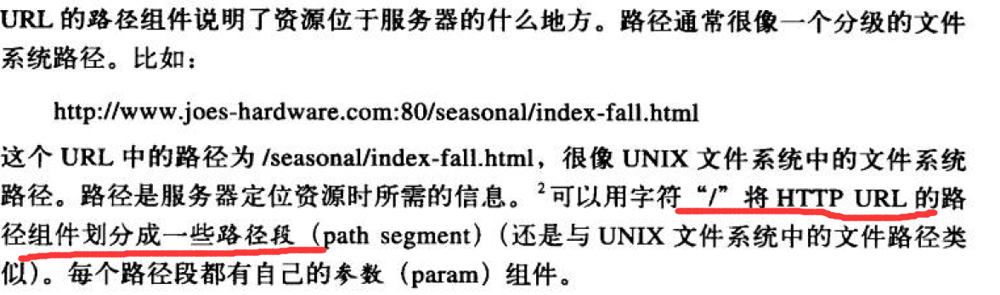 URL 的路径组件说明了资源位于服务器的什么地方。路径通常很像一个分级的文件
系统路径。比如：
http://www.joes-hardware.com:80/seasonal/index-fall.html
这个 URL 中的路径为 /seasonal/index-fall.html，很像 UNIX 文件系统中的文件系统
路径。路径是服务器定位资源时所需的信息。2可以用字符“/”将 HTTP URL 的路
径组件划分成一些路径段（path segment）（还是与 UNIX 文件系统中的文件路径类
似）。每个路径段都有自己的参数（param）组件。